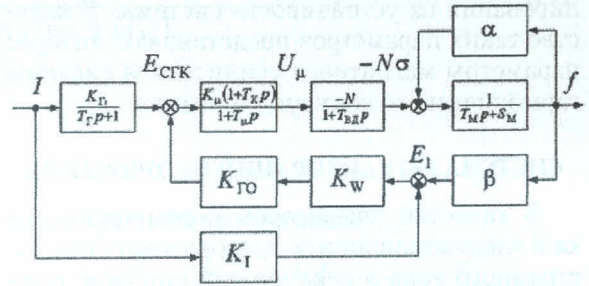 α
E_СГК U_μ −Nσ
I f
K_Г1 / T_Г p+1
K_μ(1+T_K p) / 1+T_μ p
−N / 1+T_ВД p
T_M p+S_M
E_1
K_ГО K_W β
K_I